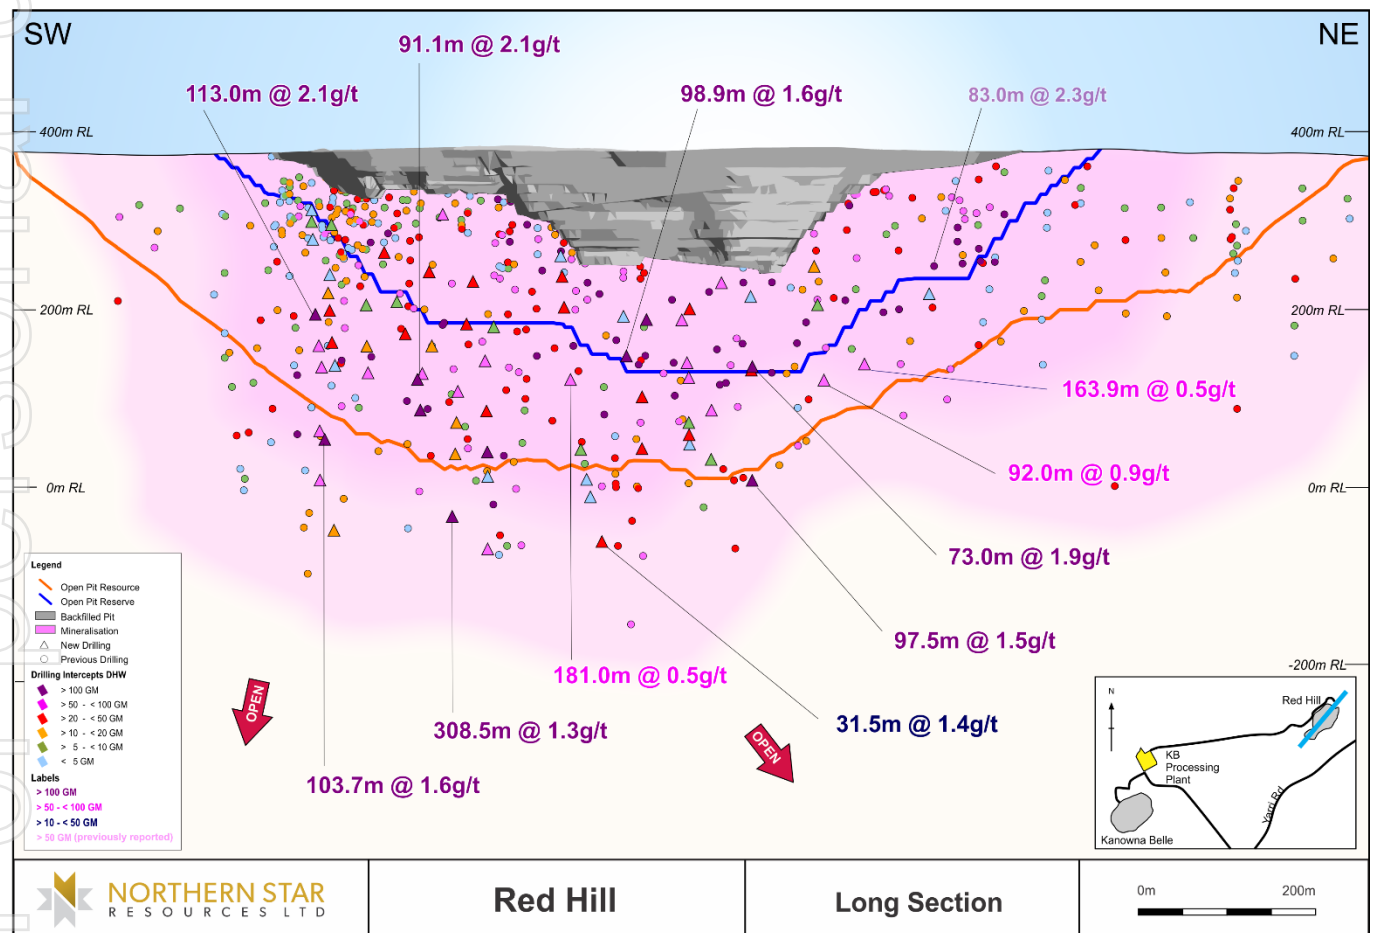 SW
NE
91.1m @ 2.1g/t
113.0m @ 2.1g/t
98.9m @ 1.6g/t
83.0m @ 2.3g/t
400m RL
400m RL
200m RL
200m RL
163.9m @ 0.5g/t
92.0m @ 0.9g/t
0m RL
0m RL
73.0m @ 1.9g/t
97.5m @ 1.5g/t
181.0m @ 0.5g/t
-200m RL
31.5m @ 1.4g/t
308.5m @ 1.3g/t
103.7m @ 1.6g/t
OPEN
OPEN
Legend
Open Pit Resource
Open Pit Reserve
Backfilled Pit
Mineralisation
New Drilling
Previous Drilling
Drilling Intercepts DHW
> 100 GM
> 50 - < 100 GM
> 20 - < 50 GM
> 10 - < 20 GM
> 5 - < 10 GM
< 5 GM
Labels
> 100 GM
> 50 - < 100 GM
> 10 - < 50 GM
> 50 GM (previously reported)
N
Red Hill
KB
Processing
Plant
Yarri Rd
Kanowna Belle
NORTHERN STAR
RESOURCES LTD
Red Hill
Long Section
0m 200m